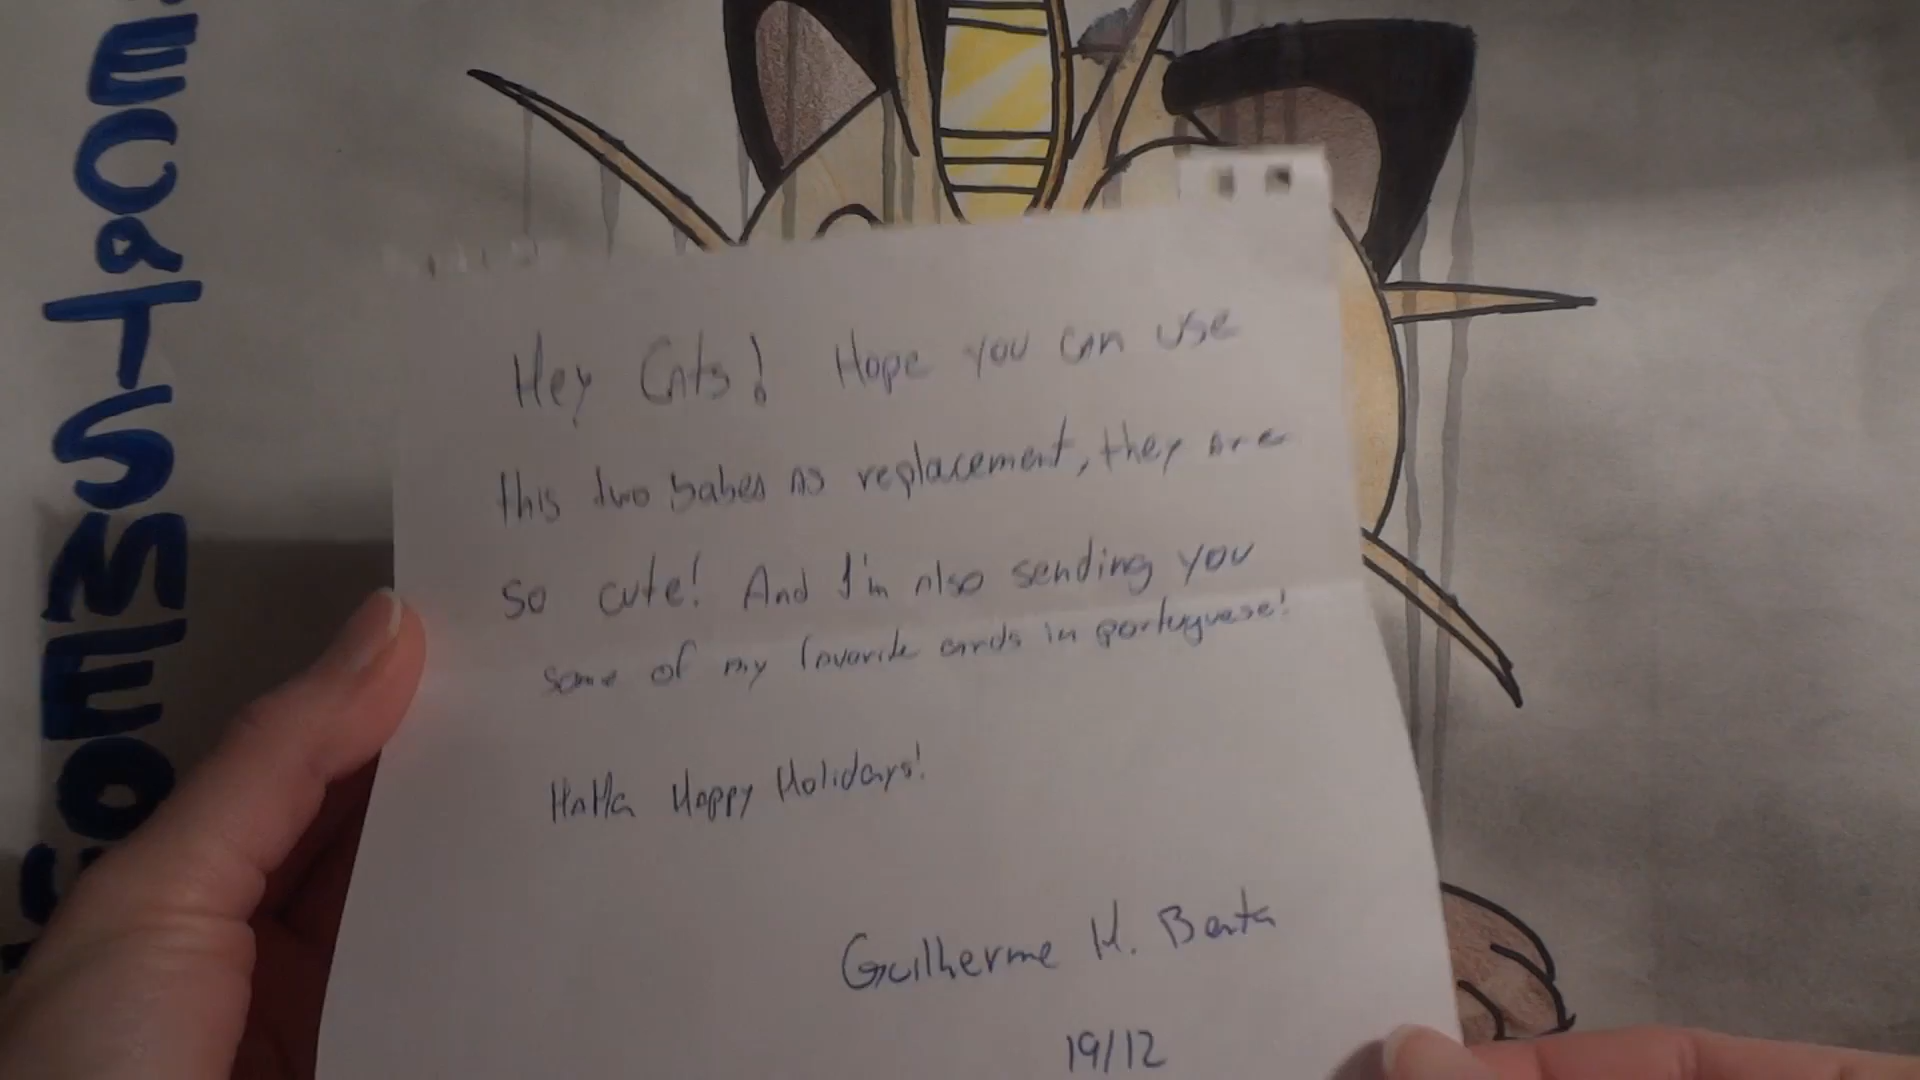 ECATSMEO
Hey Cats! Hope you can use
this two babes as replacement, they are
so cute! And I'm also sending you
some of my favorite cards in portuguese!
HaHa Happy Holidays!
Guilherme H. Benta
19/12